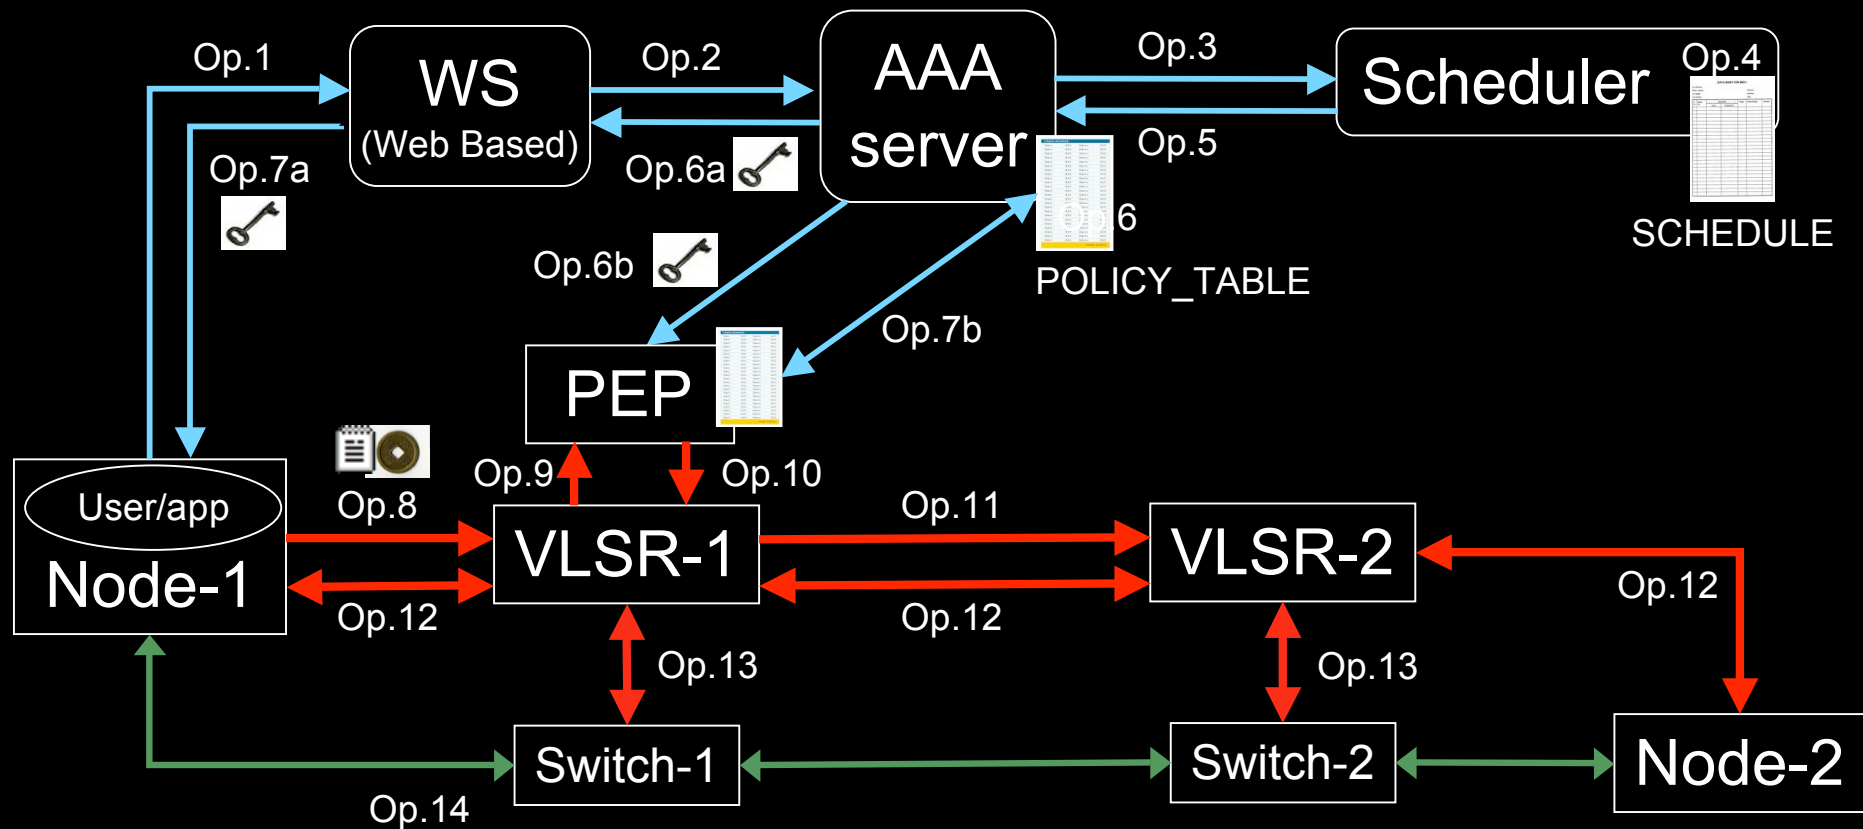 Op.1
WS
(Web Based)
Op.2
AAA
server
Op.3
Scheduler
Op.4
Op.5
SCHEDULE
Op.7a
Op.6a
.6
POLICY_TABLE
Op.6b
Op.7b
PEP
User/app
Node-1
Op.8
Op.9
Op.10
VLSR-1
Op.11
VLSR-2
Op.12
Op.12
Op.12
Op.13
Op.13
Switch-1
Switch-2
Node-2
Op.14